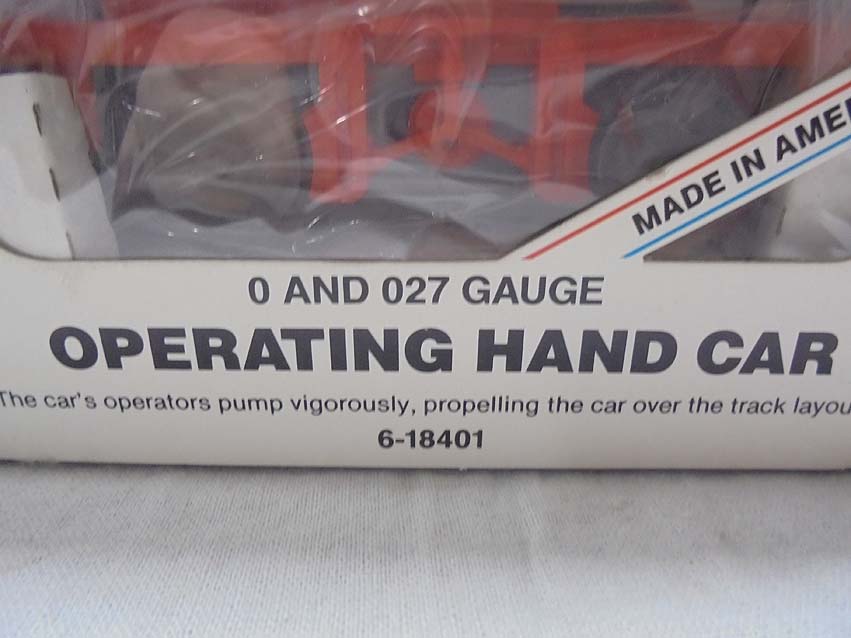 MADE IN AME
0 AND 027 GAUGE
OPERATING HAND CAR
The car's operators pump vigorously, propelling the car over the track layou
6-18401